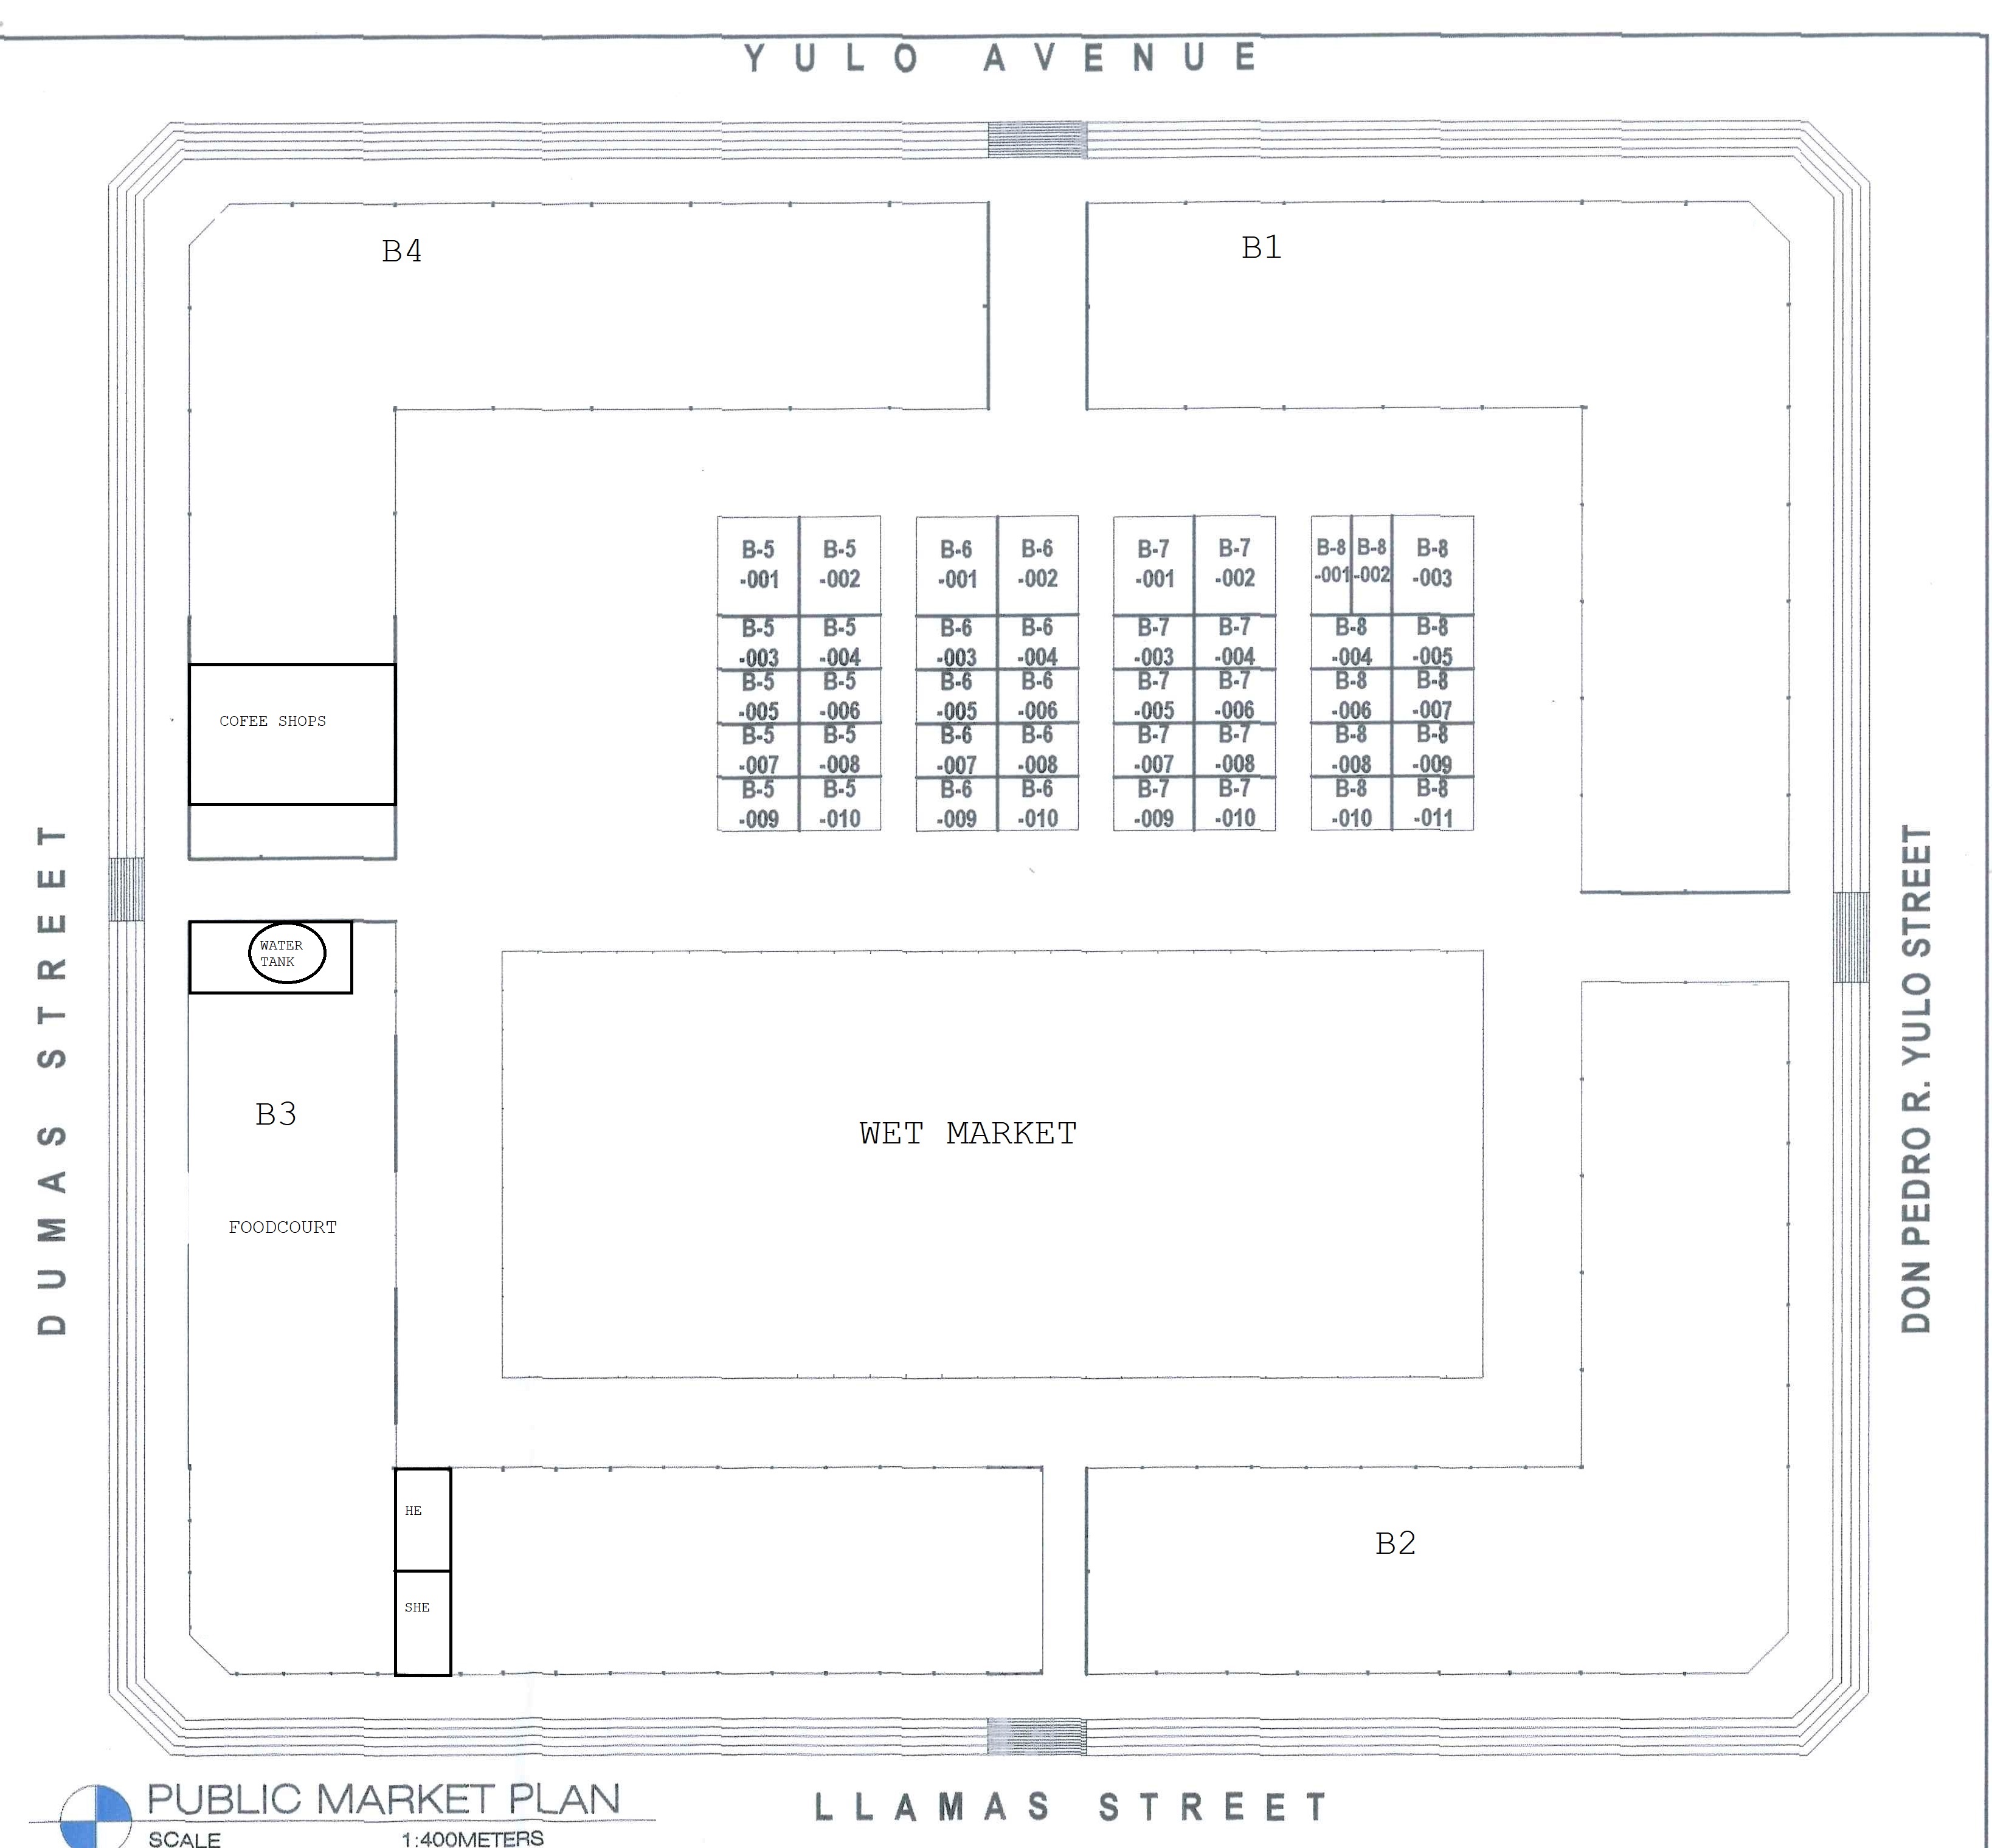 YULO AVENUE
B4
B1
B-5 B-5 B-6 B-6 B-7 B-7 B-8 B-8 B-8
-001 -002 -001 -002 -001 -002 -001 -002 -003
B-5 B-5 B-6 B-6 B-7 B-7 B-8 B-8
-003 -004 -003 -004 -003 -004 -004 -005
B-5 B-5 B-6 B-6 B-7 B-7 B-8 B-8
-005 -006 -005 -006 -005 -006 -006 -007
B-5 B-5 B-6 B-6 B-7 B-7 B-8 B-8
-007 -008 -007 -008 -007 -008 -008 -009
B-5 B-5 B-6 B-6 B-7 B-7 B-8 B-8
-009 -010 -009 -010 -009 -010 -010 -011
COFEE SHOPS
DUMAS STREET
DON PEDRO R. YULO STREET
WATER
TANK
B3
WET MARKET
FOODCOURT
HE
SHE
B2
PUBLIC MARKET PLAN
SCALE 1:400METERS
LLAMAS STREET